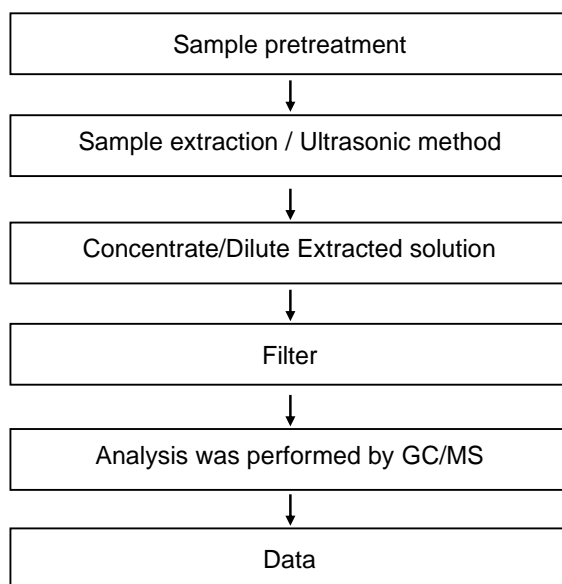 Sample pretreatment
Sample extraction / Ultrasonic method
Concentrate/Dilute Extracted solution
Filter
Analysis was performed by GC/MS
Data